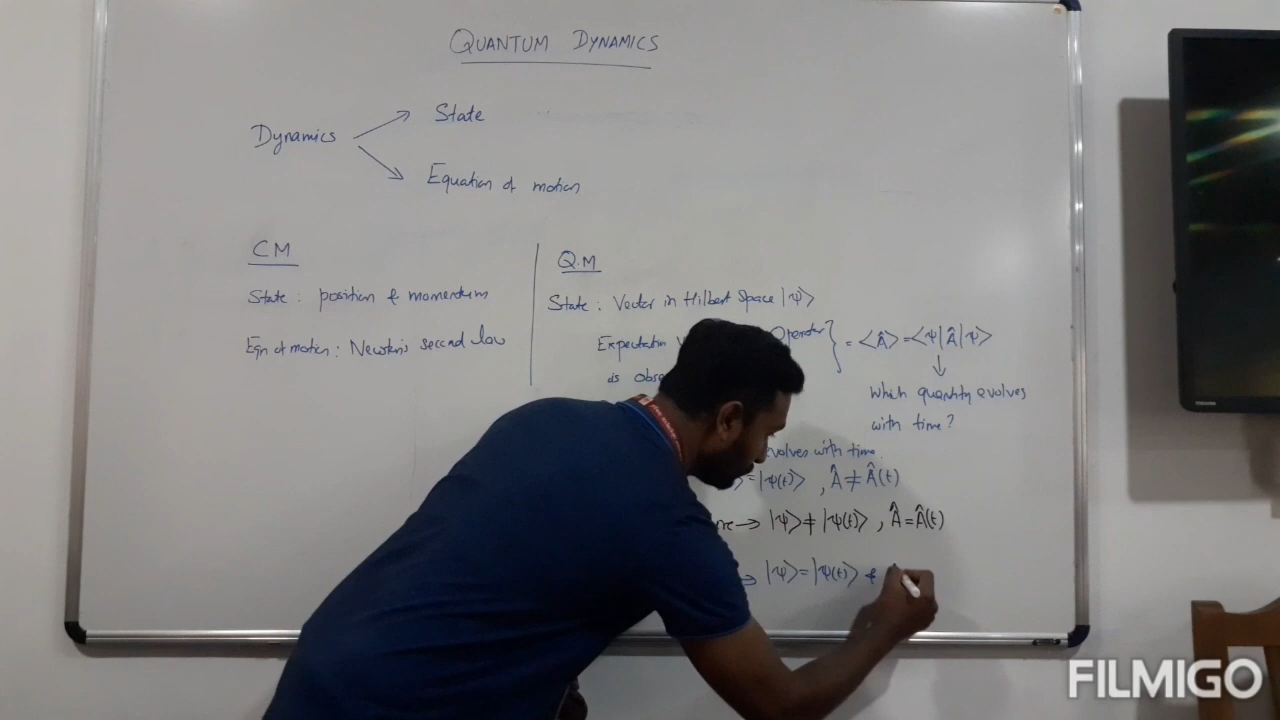 QUANTUM DYNAMICS
Dynamics
State
Equation of motion
CM
State : position & momentum
Eqn of motion : Newton's second law
Q.M
State : Vector in Hilbert Space |Ψ⟩
Expectation Operator } = ⟨Â⟩ = ⟨Ψ|Â|Ψ⟩
is
Which quantity evolves
with time?
with time.
= |Ψ(t)⟩ , Â ≠ Â(t)
→ |Ψ⟩ ≠ |Ψ(t)⟩ , Â = Â(t)
⇒ |Ψ⟩ = |Ψ(t)⟩ &
TOSHIBA
FILMIGO